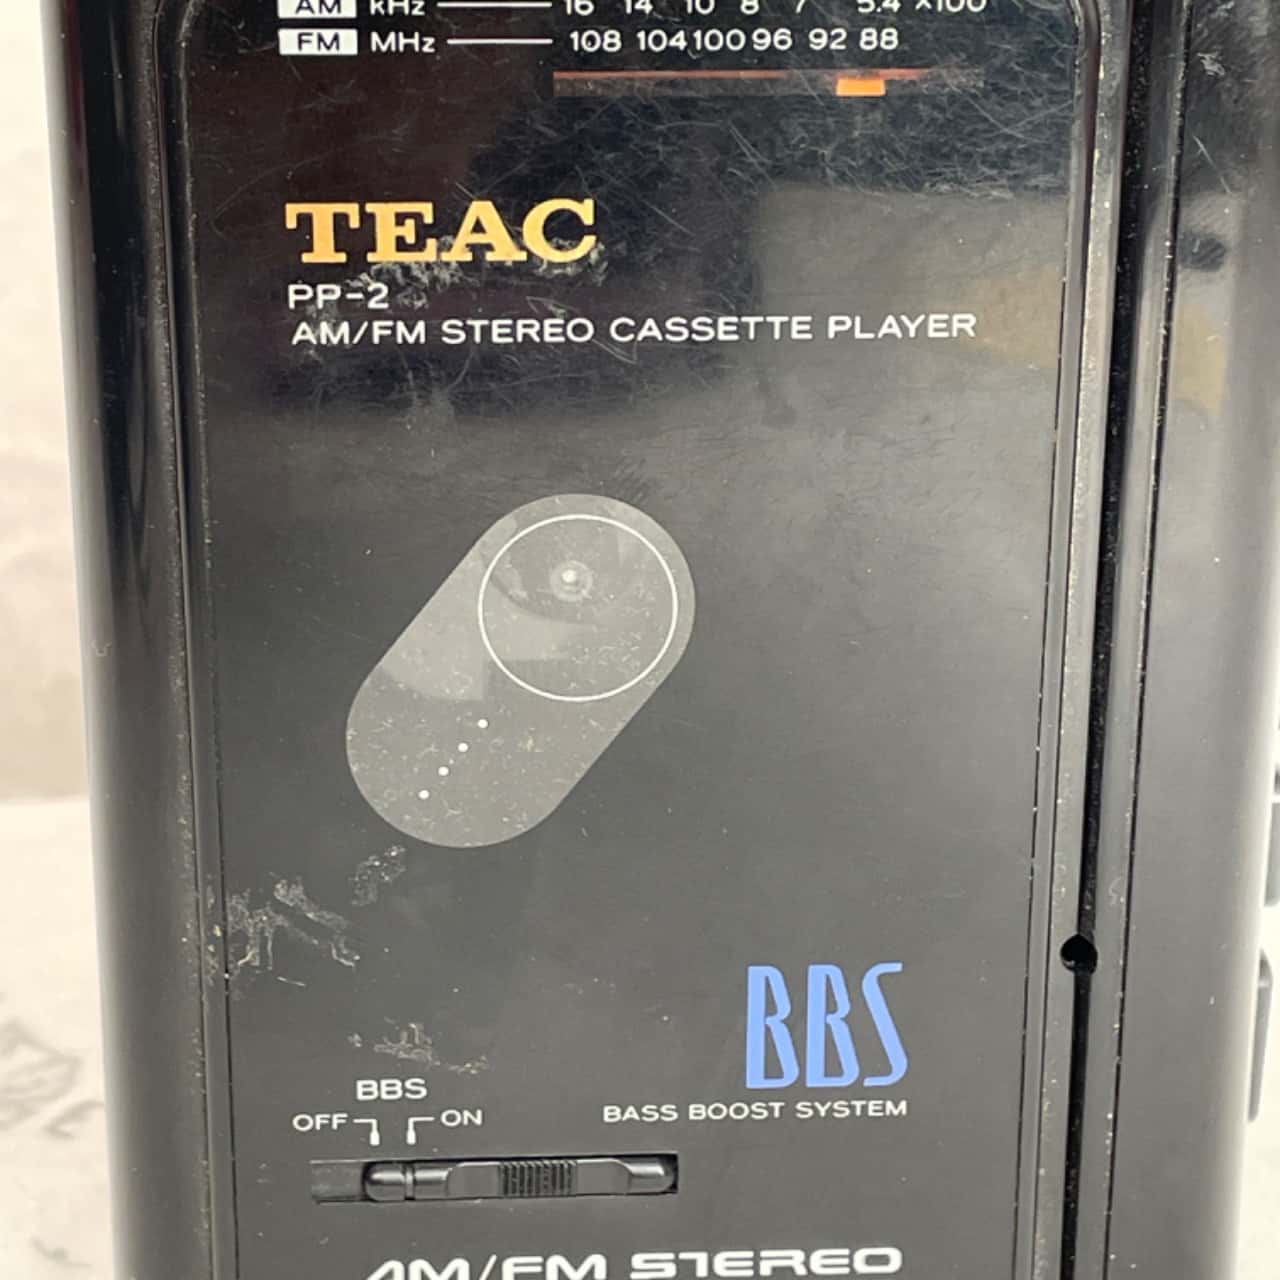 AM kHz 16 14 10 8 7 5.4 ×100
FM MHz 108 104 100 96 92 88
TEAC
PP-2
AM/FM STEREO CASSETTE PLAYER
BBS
BASS BOOST SYSTEM
BBS
OFF ON
AM/FM STEREO